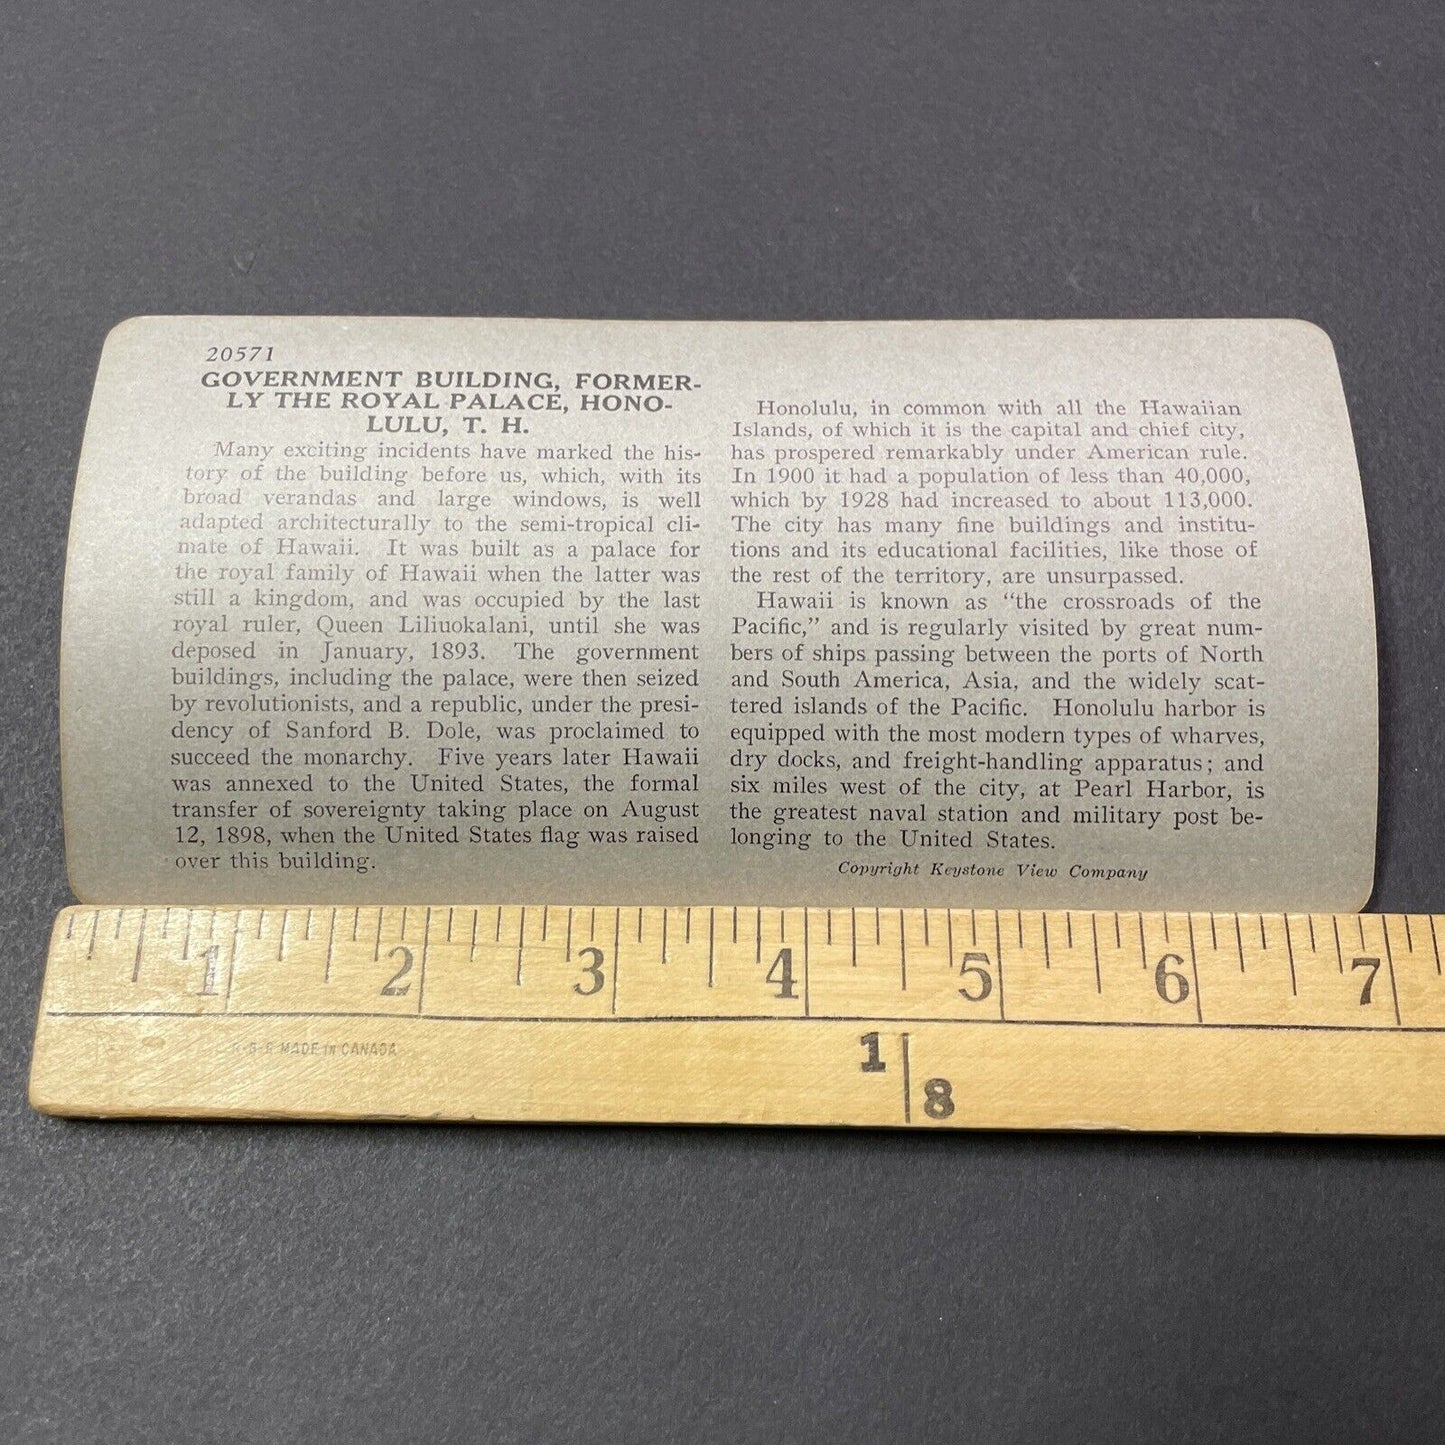 20571
GOVERNMENT BUILDING, FORMER-
LY THE ROYAL PALACE, HONO-
LULU, T. H.
Many exciting incidents have marked the his-
tory of the building before us, which, with its
broad verandas and large windows, is well
adapted architecturally to the semi-tropical cli-
mate of Hawaii. It was built as a palace for
the royal family of Hawaii when the latter was
still a kingdom, and was occupied by the last
royal ruler, Queen Liliuokalani, until she was
deposed in January, 1893. The government
buildings, including the palace, were then seized
by revolutionists, and a republic, under the presi-
dency of Sanford B. Dole, was proclaimed to
succeed the monarchy. Five years later Hawaii
was annexed to the United States, the formal
transfer of sovereignty taking place on August
12, 1898, when the United States flag was raised
over this building.
Honolulu, in common with all the Hawaiian
Islands, of which it is the capital and chief city,
has prospered remarkably under American rule.
In 1900 it had a population of less than 40,000,
which by 1928 had increased to about 113,000.
The city has many fine buildings and institu-
tions and its educational facilities, like those of
the rest of the territory, are unsurpassed.
Hawaii is known as “the crossroads of the
Pacific,” and is regularly visited by great num-
bers of ships passing between the ports of North
and South America, Asia, and the widely scat-
tered islands of the Pacific. Honolulu harbor is
equipped with the most modern types of wharves,
dry docks, and freight-handling apparatus; and
six miles west of the city, at Pearl Harbor, is
the greatest naval station and military post be-
longing to the United States.
Copyright Keystone View Company
1 2 3 4 5 6 7
MADE IN CANADA
1 8